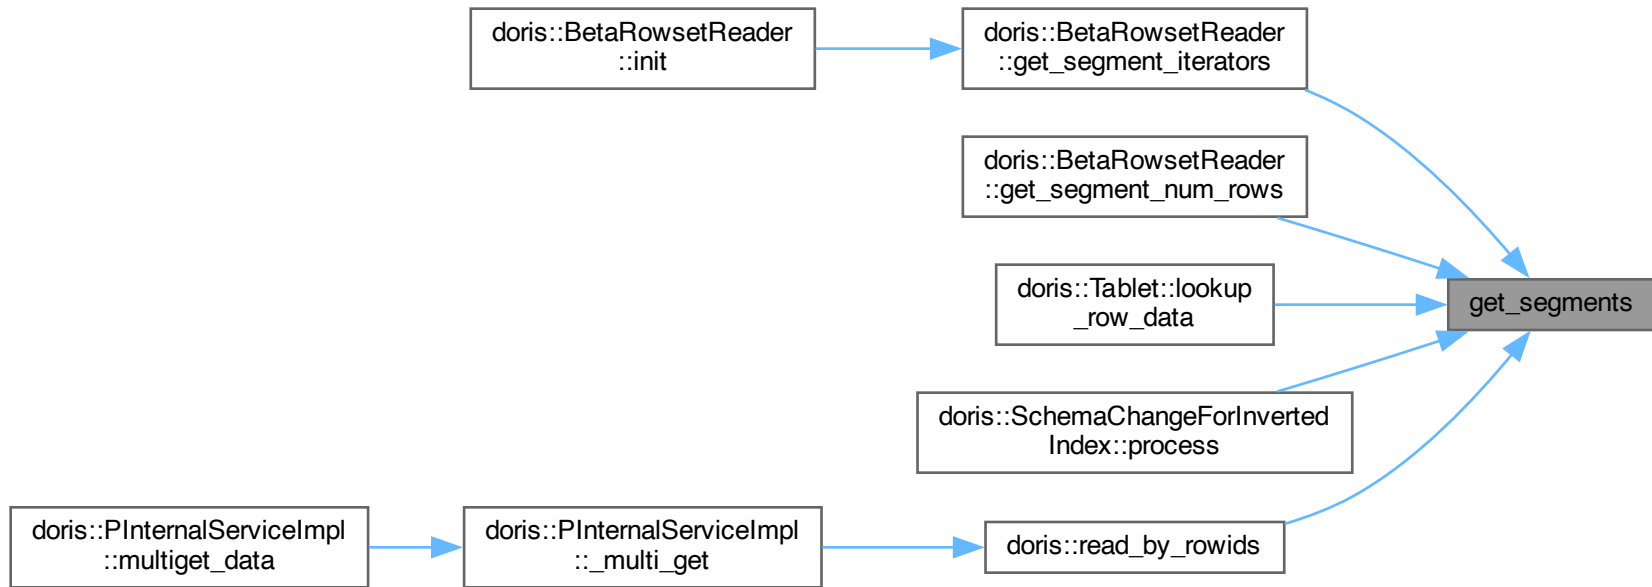 doris::BetaRowsetReader
::init
doris::BetaRowsetReader
::get_segment_iterators
doris::BetaRowsetReader
::get_segment_num_rows
doris::Tablet::lookup
_row_data
get_segments
doris::SchemaChangeForInverted
Index::process
doris::PInternalServiceImpl
::multiget_data
doris::PInternalServiceImpl
::_multi_get
doris::read_by_rowids